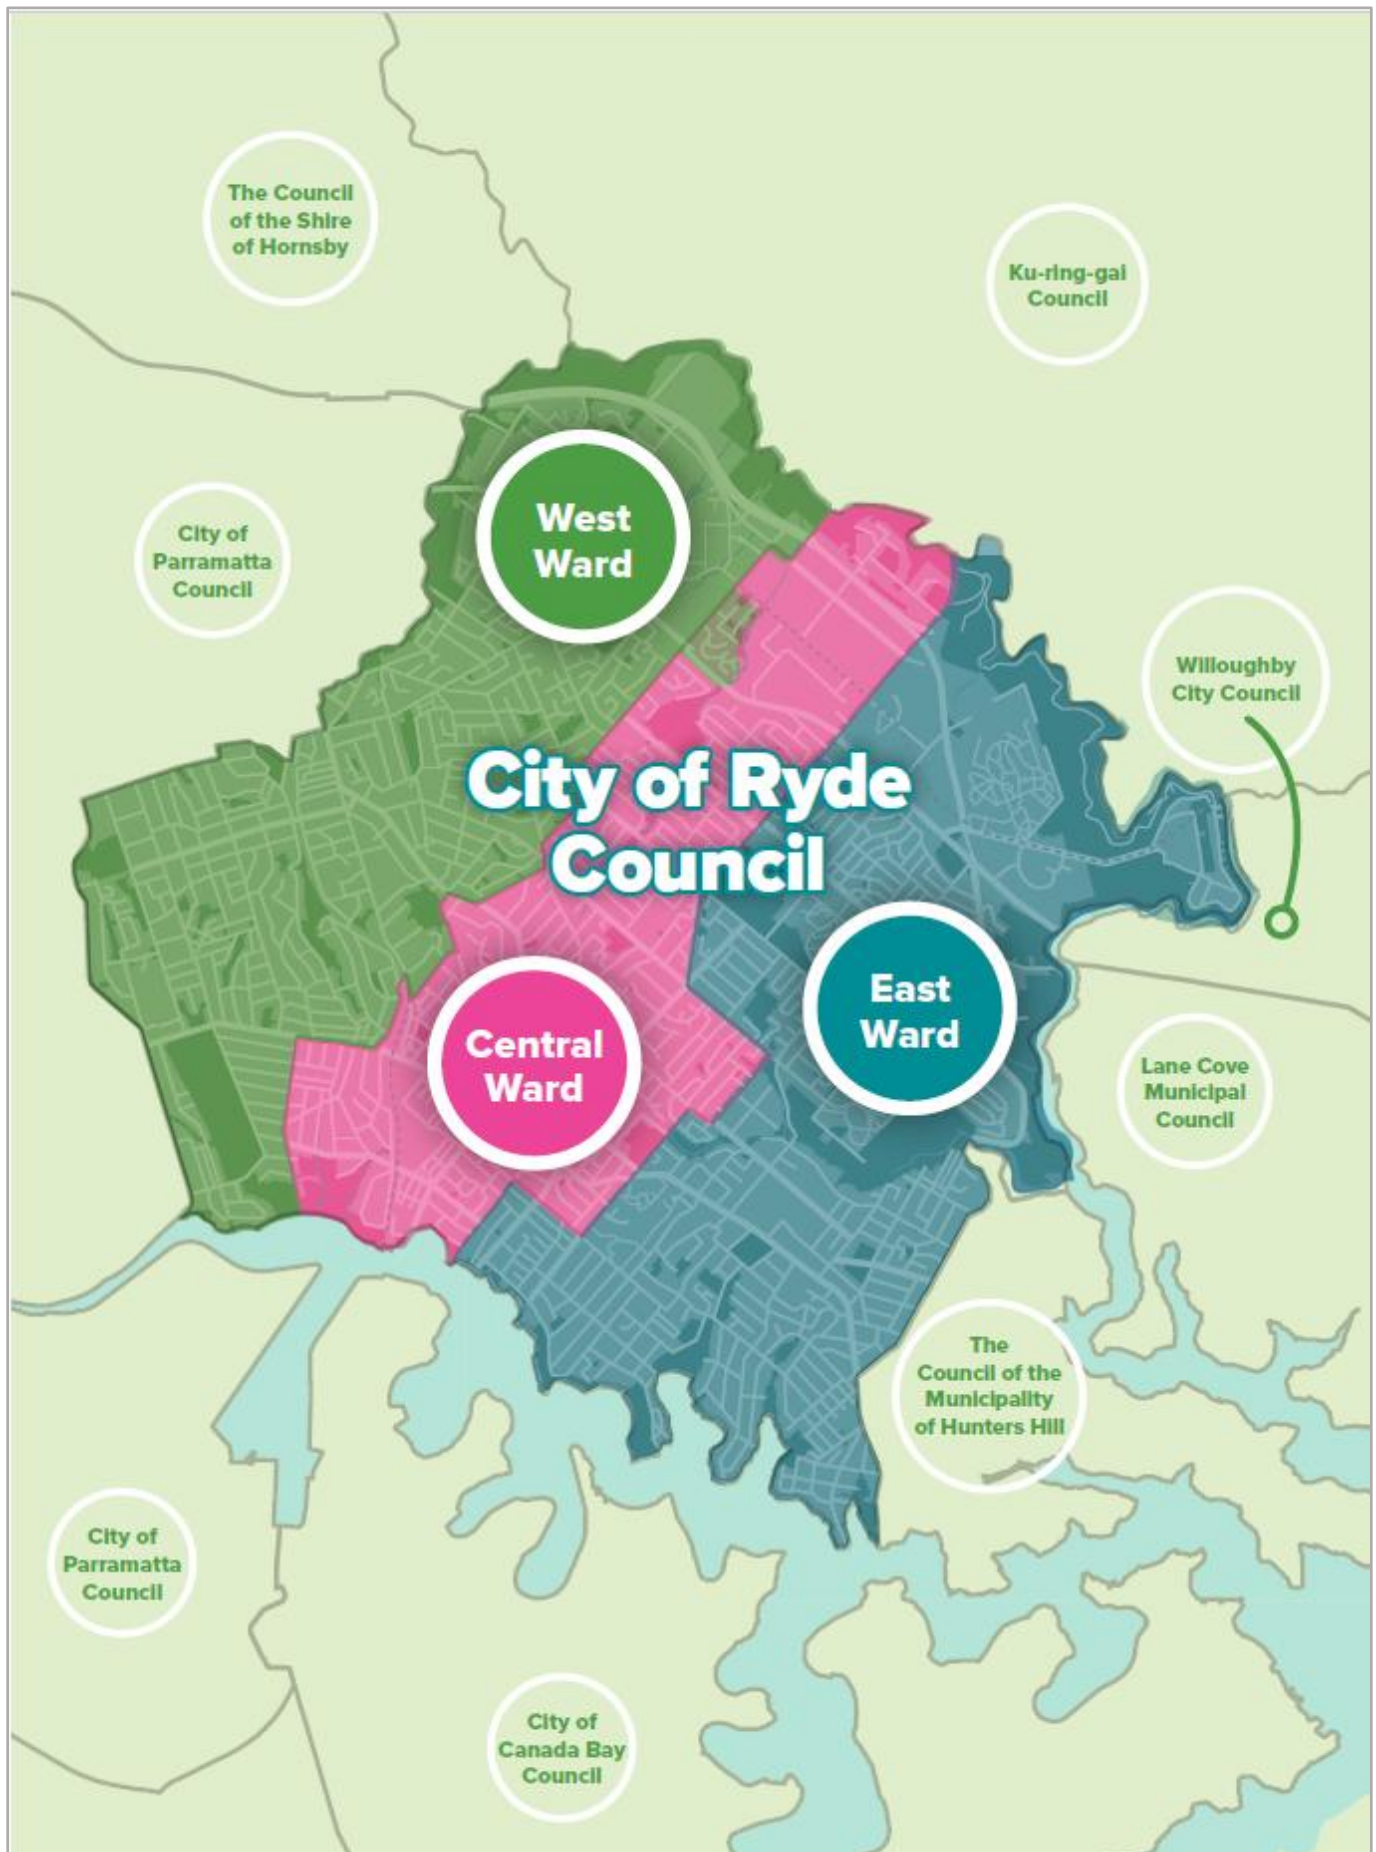 The Council
of the Shire
of Hornsby
Ku-ring-gai
Council
West
Ward
City of
Parramatta
Council
Willoughby
City Council
City of Ryde
Council
East
Ward
Central
Ward
Lane Cove
Municipal
Council
The
Council of the
Municipality
of Hunters Hill
City of
Parramatta
Council
City of
Canada Bay
Council